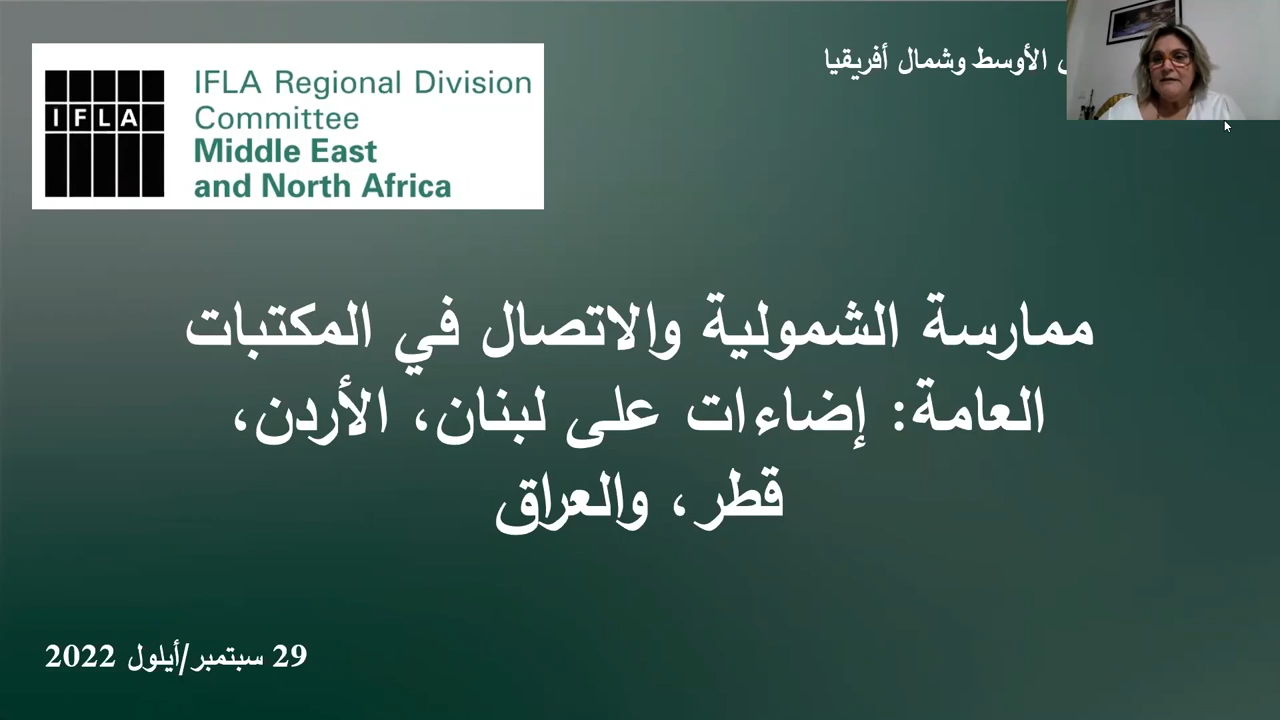 IFLA
IFLA Regional Division
Committee
Middle East
and North Africa
الأوسط وشمال أفريقيا
ممارسة الشمولية والاتصال في المكتبات
العامة: إضاءات على لبنان، الأردن،
قطر، والعراق
29 سبتمبر/أيلول 2022